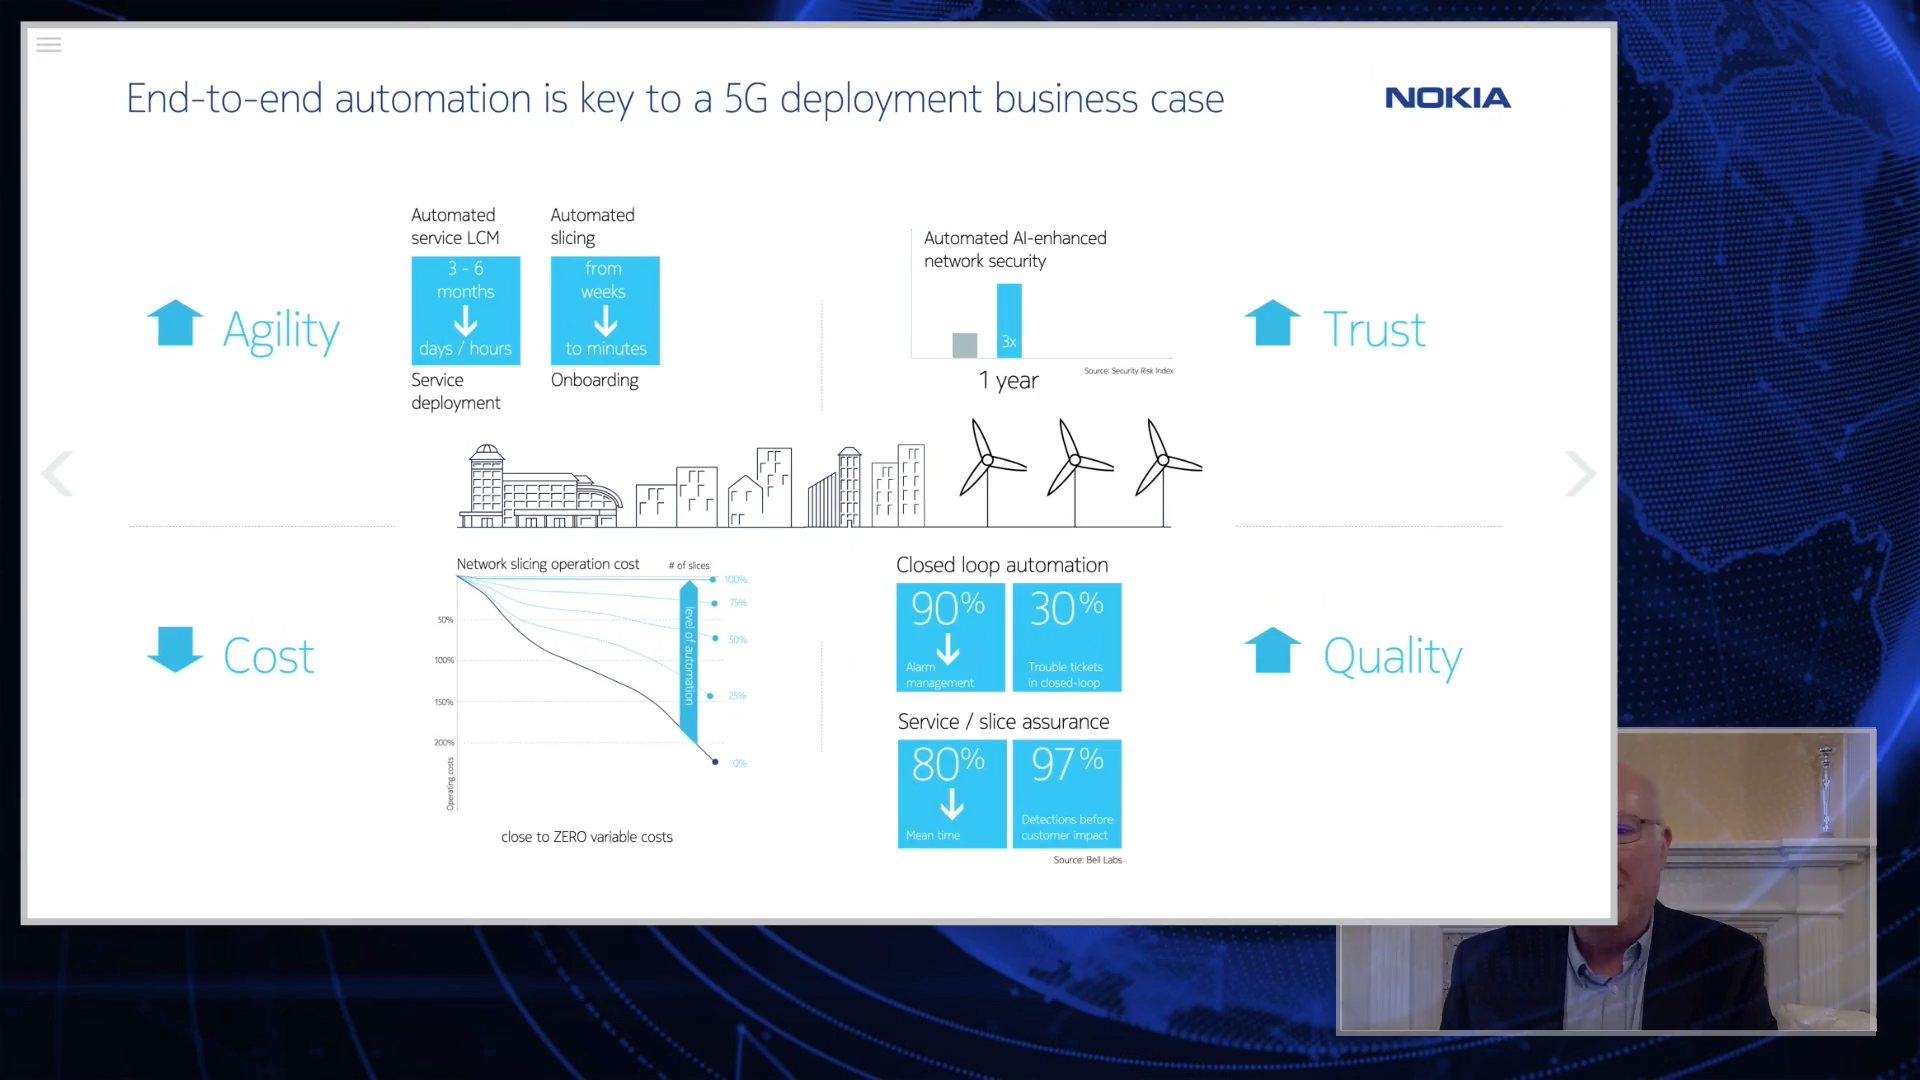 End-to-end automation is key to a 5G deployment business case
NOKIA
Agility
Automated
service LCM
3 - 6
months
days / hours
Service
deployment
Automated
slicing
from
weeks
to minutes
Onboarding
Automated AI-enhanced
network security
3x
1 year
Source: Security Risk Index
Trust
Cost
Network slicing operation cost
# of slices
100%
75%
50%
25%
0%
level of automation
50%
100%
150%
200%
Operating costs
close to ZERO variable costs
Closed loop automation
90%
Alarm
management
30%
Trouble tickets
in closed-loop
Service / slice assurance
80%
Mean time
97%
Detections before
customer impact
Source: Bell Labs
Quality